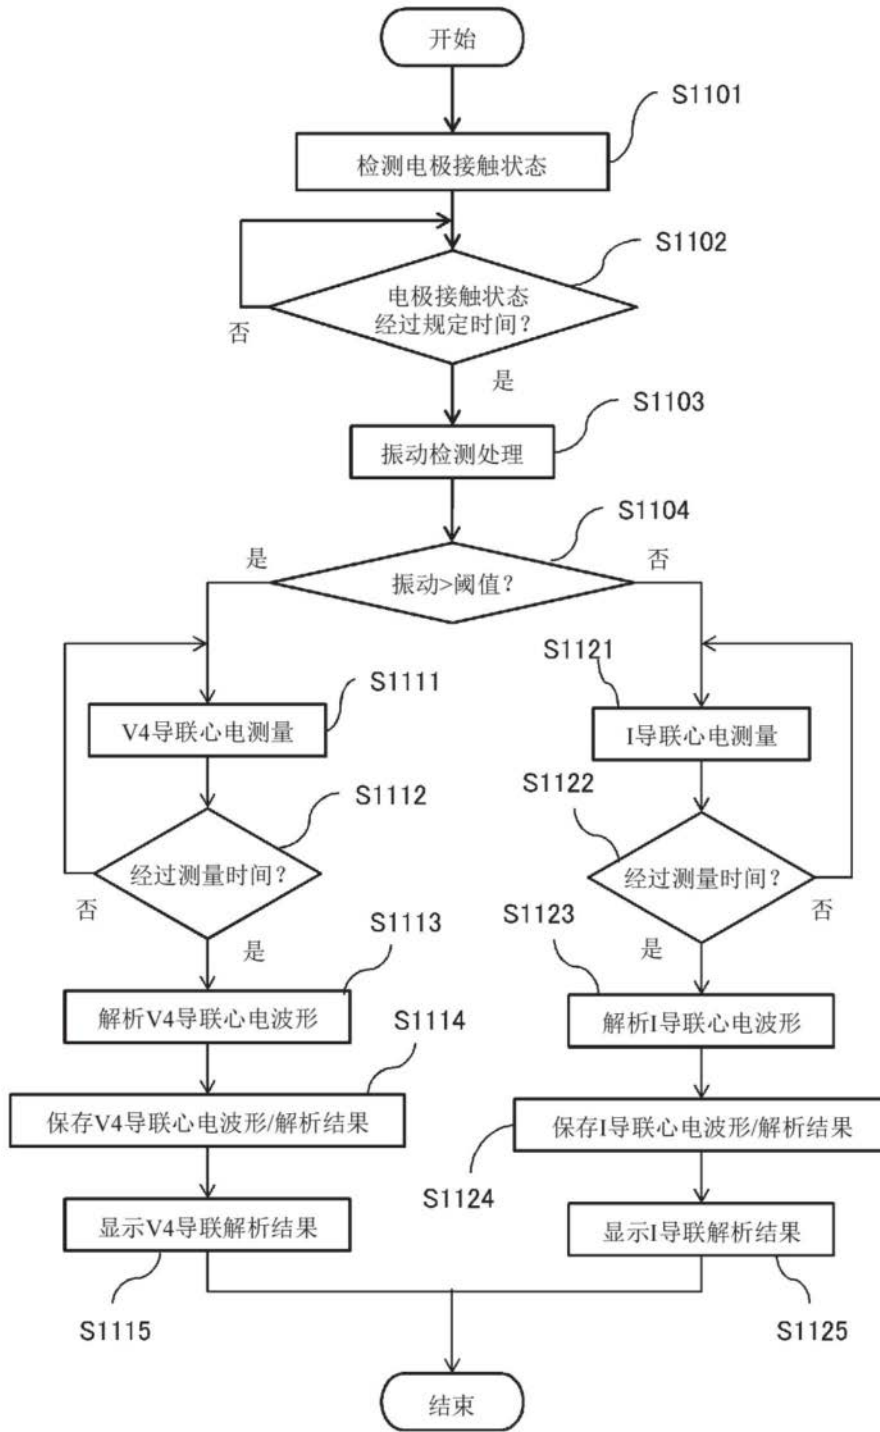 开始
S1101
检测电极接触状态
S1102
电极接触状态
经过规定时间?
否
是
S1103
振动检测处理
S1104
是
振动>阈值?
否
S1111
V4导联心电测量
S1121
I导联心电测量
S1112
经过测量时间?
否
是
S1122
经过测量时间?
否
是
S1113
解析V4导联心电波形
S1123
解析I导联心电波形
S1114
保存V4导联心电波形/解析结果
保存I导联心电波形/解析结果
S1124
显示V4导联解析结果
显示I导联解析结果
S1115
S1125
结束